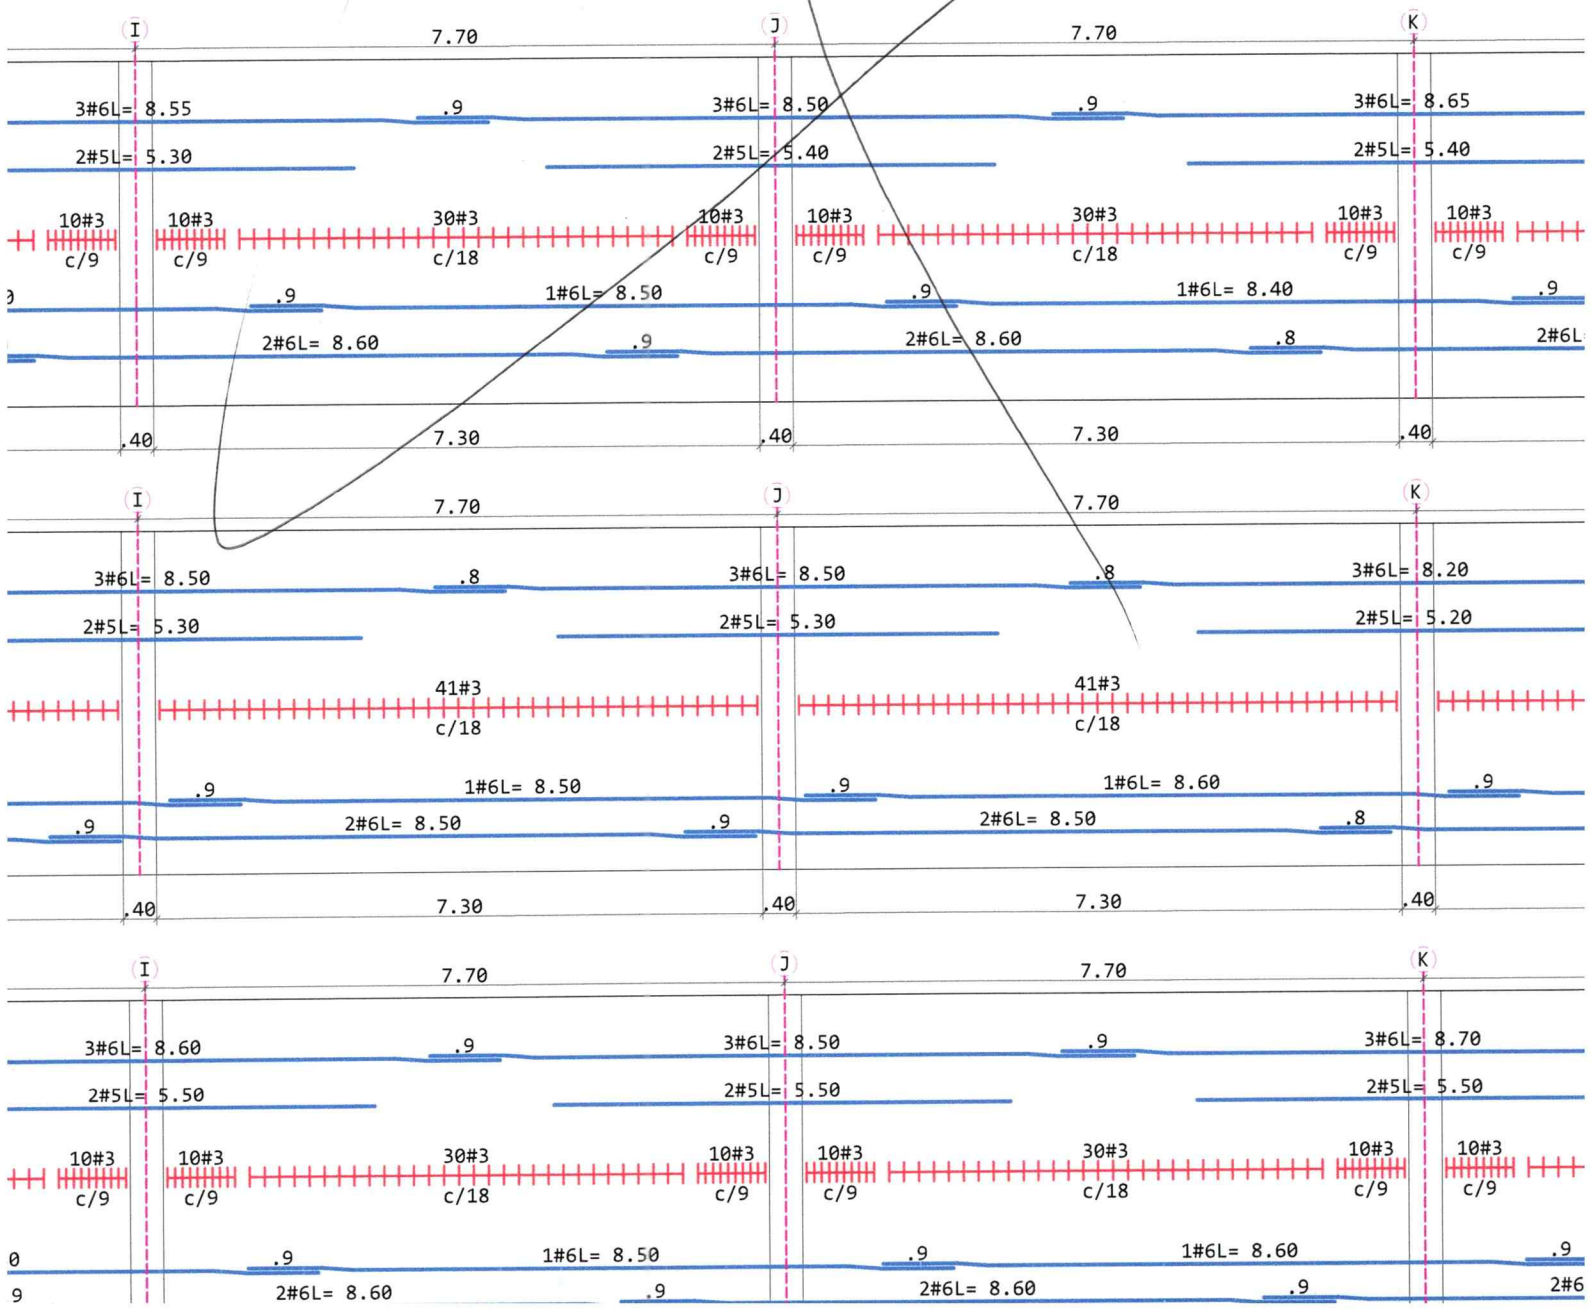 I J K
7.70 7.70
3#6L= 8.55 .9 3#6L= 8.50 .9 3#6L= 8.65
2#5L= 5.30 2#5L= 5.40 2#5L= 5.40
10#3 10#3 30#3 10#3 10#3 30#3 10#3 10#3
c/9 c/9 c/18 c/9 c/9 c/18 c/9 c/9
0 .9 1#6L= 8.50 .9 1#6L= 8.40 .9
2#6L= 8.60 .9 2#6L= 8.60 .8 2#6L
.40 7.30 .40 7.30 .40
I J K
7.70 7.70
3#6L= 8.50 .8 3#6L= 8.50 .8 3#6L= 8.20
2#5L= 5.30 2#5L= 5.30 2#5L= 5.20
41#3 41#3
c/18 c/18
.9 1#6L= 8.50 .9 1#6L= 8.60 .9
.9 2#6L= 8.50 .9 2#6L= 8.50 .8
.40 7.30 .40 7.30 .40
I J K
7.70 7.70
3#6L= 8.60 .9 3#6L= 8.50 .9 3#6L= 8.70
2#5L= 5.50 2#5L= 5.50 2#5L= 5.50
10#3 10#3 30#3 10#3 10#3 30#3 10#3 10#3
c/9 c/9 c/18 c/9 c/9 c/18 c/9 c/9
0 .9 1#6L= 8.50 .9 1#6L= 8.60 .9
9 2#6L= 8.60 .9 2#6L= 8.60 .9 2#6